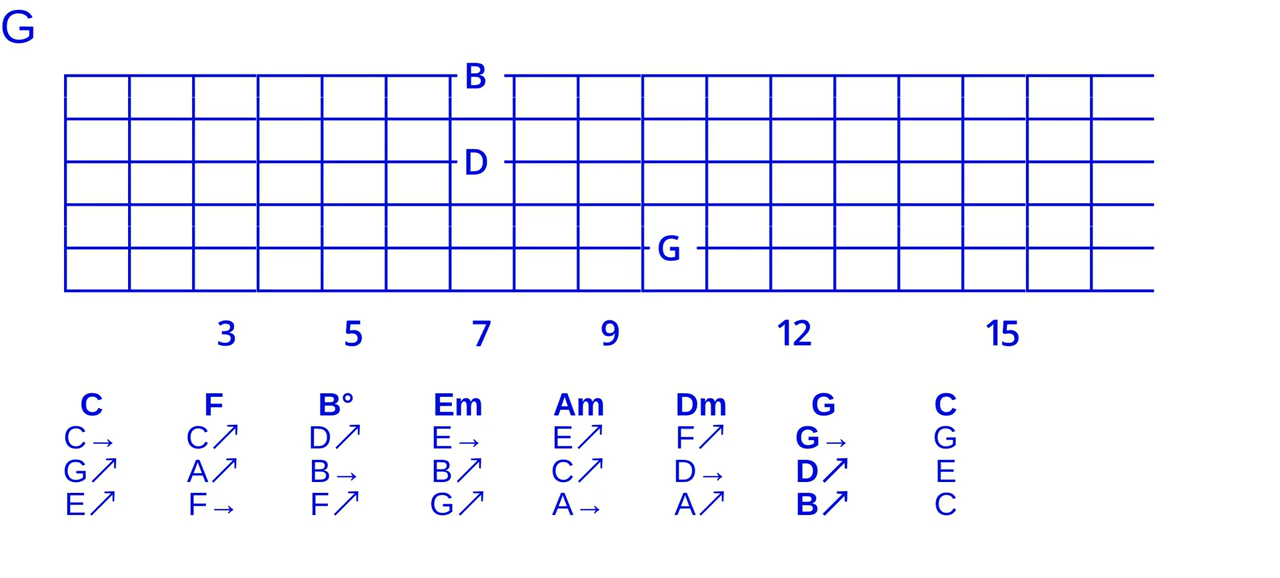 G
B
D
G
3 5 7 9 12 15
C F B° Em Am Dm G C
C→ C↗ D↗ E→ E↗ F↗ G→ G
G↗ A↗ B→ B↗ C↗ D→ D↗ E
E↗ F→ F↗ G↗ A→ A↗ B↗ C